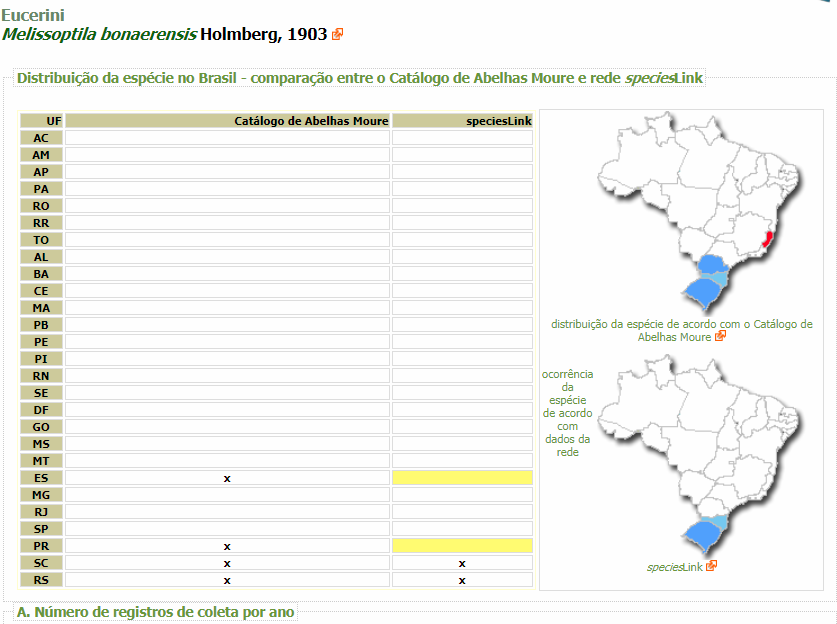 Eucerini
Melissoptila bonaerensis Holmberg, 1903
Distribuição da espécie no Brasil - comparação entre o Catálogo de Abelhas Moure e rede speciesLink
UF Catálogo de Abelhas Moure speciesLink
AC
AM
AP
PA
RO
RR
TO
AL
BA
CE
MA
PB
PE
PI
RN
SE
DF
GO
MS
MT
ES x
MG
RJ
SP
PR x
SC x x
RS x x
distribuição da espécie de acordo com o Catálogo de
Abelhas Moure
ocorrência
da
espécie
de acordo
com
dados da
rede
speciesLink
A. Número de registros de coleta por ano